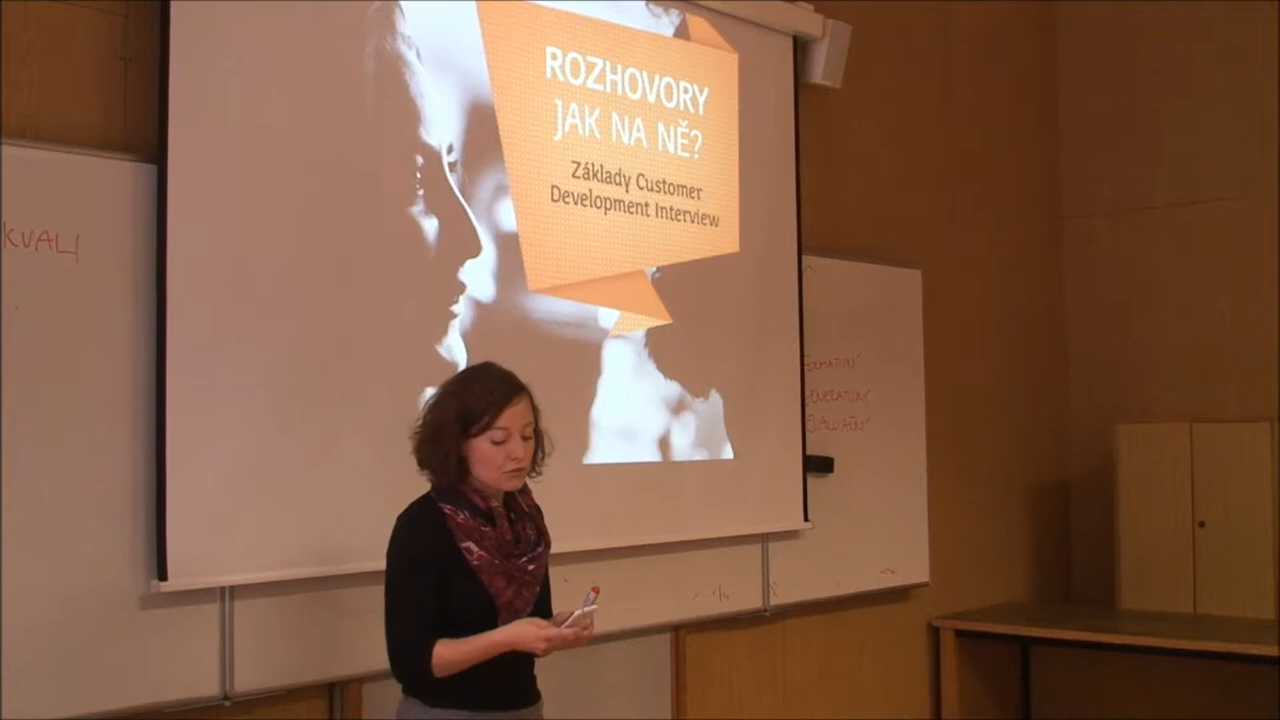 ROZHOVORY
JAK NA NĚ?
Základy Customer
Development Interview
KVALI